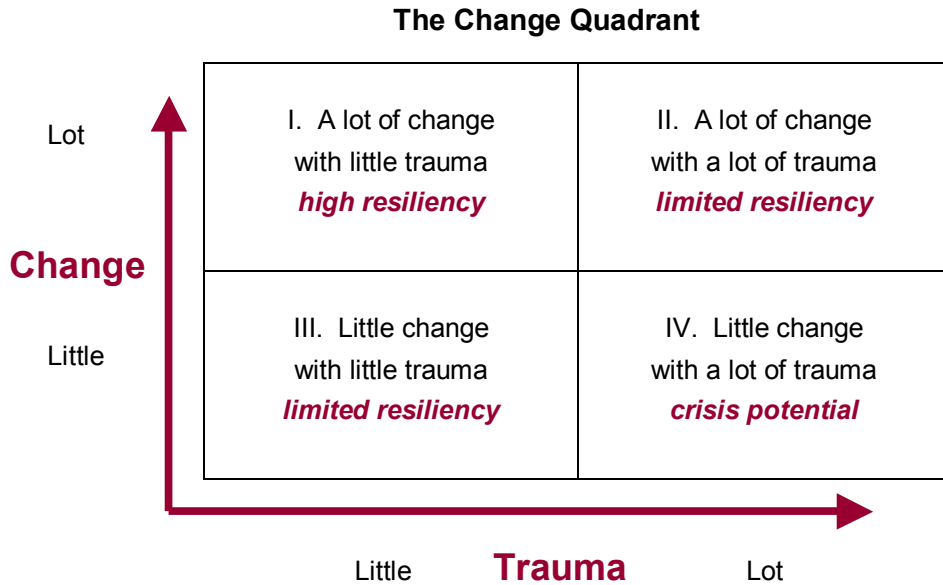 The Change Quadrant
Lot
I. A lot of change
with little trauma
high resiliency
II. A lot of change
with a lot of trauma
limited resiliency
Change
Little
III. Little change
with little trauma
limited resiliency
IV. Little change
with a lot of trauma
crisis potential
Little
Trauma
Lot